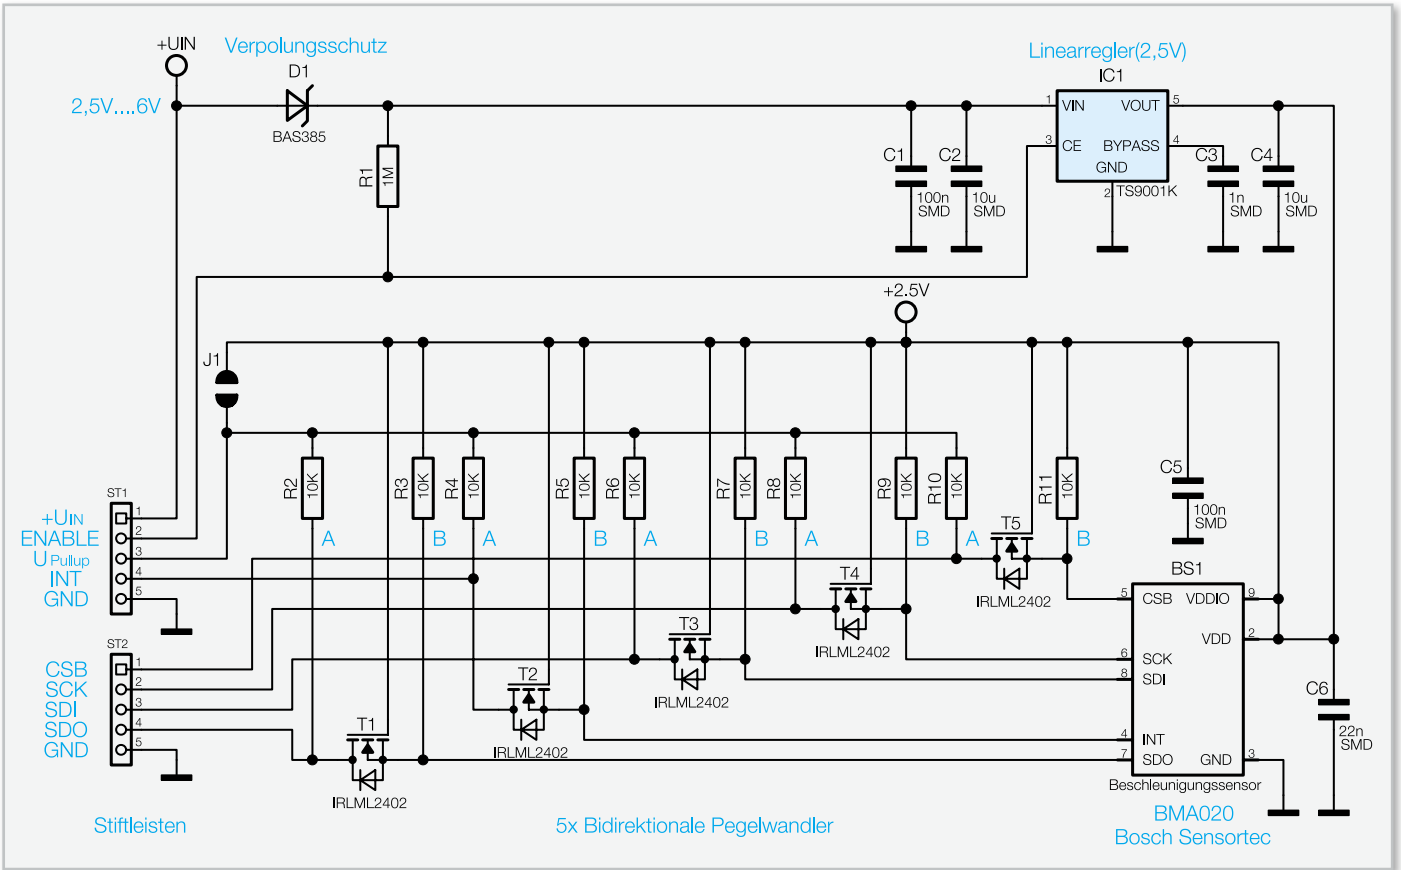 +UIN
Verpolungsschutz
Linearregler(2,5V)
D1
IC1
2,5V....6V
BAS385
1
VIN
VOUT
5
3
CE
BYPASS
4
GND
2
TS9001K
R1
1M
C1
100n
SMD
C2
10u
SMD
C3
1n
SMD
C4
10u
SMD
+2.5V
J1
R2
10K
A
R3
10K
B
R4
10K
A
R5
10K
B
R6
10K
A
R7
10K
B
R8
10K
A
R9
10K
B
R10
10K
A
R11
10K
B
C5
100n
SMD
ST1
+UIN
1
ENABLE
2
U Pullup
3
INT
4
GND
5
ST2
CSB
1
SCK
2
SDI
3
SDO
4
GND
5
T1
IRLML2402
T2
IRLML2402
T3
IRLML2402
T4
IRLML2402
T5
IRLML2402
BS1
5
CSB
VDDIO
9
VDD
2
6
SCK
8
SDI
4
INT
7
SDO
GND
3
Beschleunigungssensor
C6
22n
SMD
Stiftleisten
5x Bidirektionale Pegelwandler
BMA020
Bosch Sensortec